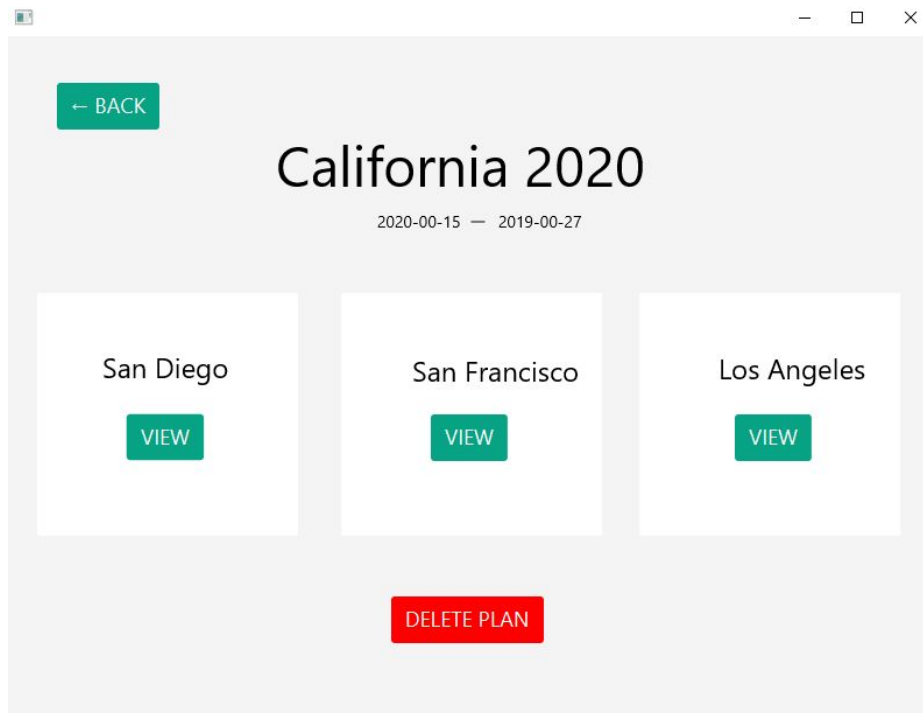 ← BACK
California 2020
2020-00-15 — 2019-00-27
San Diego
San Francisco
Los Angeles
VIEW
VIEW
VIEW
DELETE PLAN